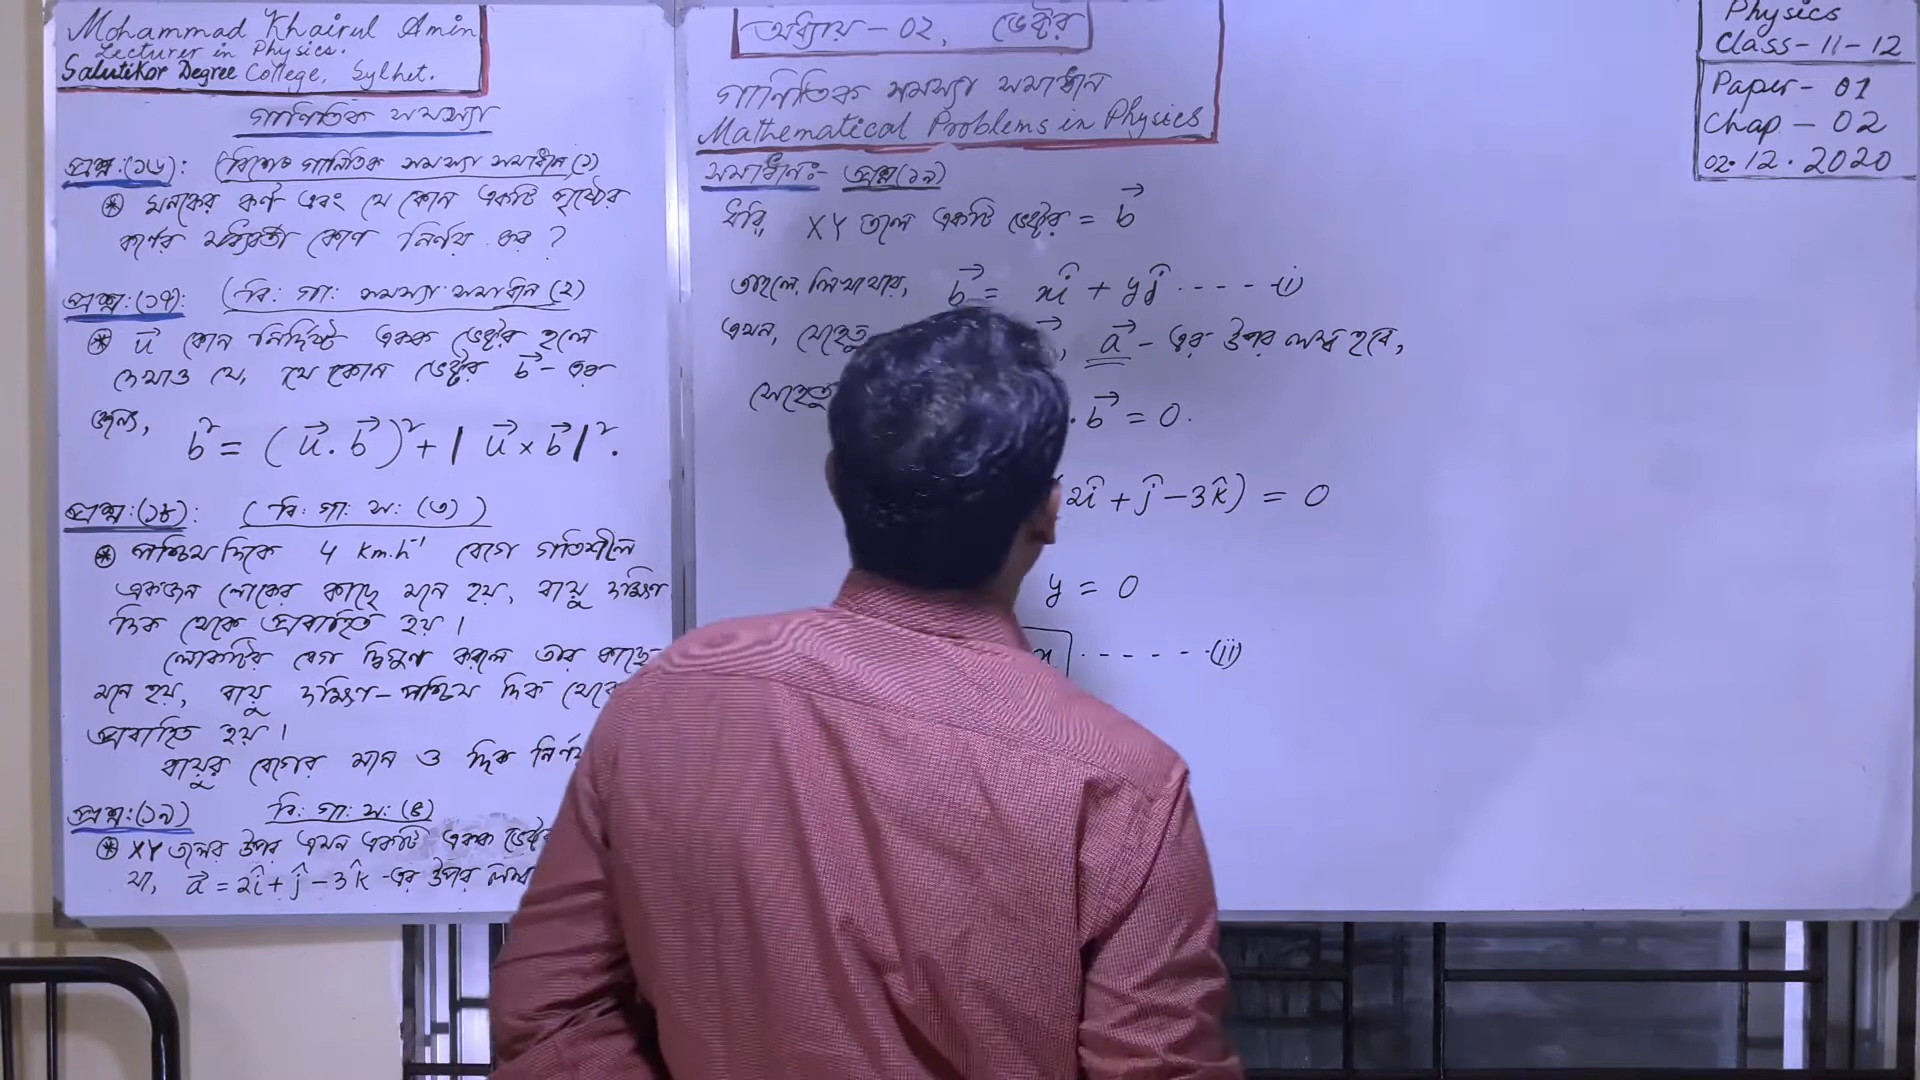 Mohammad Khairul Amin
Lecturer in Physics.
Salutikor Degree College, Sylhet.
গাণিতিক সমস্যা
প্রশ্ন:(১৬): (বিশেষ গাণিতিক সমস্যা সমাধান (১)
⊛ ঘনকের কর্ণ এবং যে কোন একটি পৃষ্ঠের
কর্ণের মধ্যবর্তী কোণ নির্ণয় কর ?
প্রশ্ন:(১৭): (বি: গা: সমস্যা সমাধান (২)
⊛ u⃗ কোন নির্দিষ্ট একক ভেক্টর হলে
দেখাও যে, যে কোন ভেক্টর b⃗ - এর
জন্য,
b² = (u⃗ . b⃗)² + | u⃗ × b⃗ |² .
প্রশ্ন:(১৮): (বি: গা: স: (৩))
⊛ পশ্চিম দিকে 4 km.h⁻¹ বেগে গতিশীল
একজন লোকের কাছে মনে হয়, বায়ু দক্ষিণ
দিক থেকে প্রবাহিত হয় ।
লোকটির বেগ দ্বিগুণ করলে তার কাছে
মনে হয়, বায়ু দক্ষিণ-পশ্চিম দিক থেকে
প্রবাহিত হয় ।
বায়ুর বেগের মান ও দিক
প্রশ্ন:(১৯) বি: গা: স: (৪)
⊛ XY তলের উপর এমন একটি একক
যা, a⃗ = 2î + ĵ − 3k̂ -এর উপর লম্ব
অধ্যায় - ০২, ভেক্টর
গাণিতিক সমস্যা সমাধান
Mathematical Problems in Physics
সমাধান:- প্রশ্ন(১৯)
ধরি, XY তলে একটি ভেক্টর = b⃗
তাহলে, লিখা যায়, b⃗ = xî + yĵ ---- (i)
এখন, যেহেতু , a⃗ - এর উপর লম্ব হবে,
সেহেতু . b⃗ = 0.
2î + ĵ − 3k̂) = 0
y = 0
x ------ (ii)
Physics
Class - 11 - 12
Paper - 01
Chap - 02
02.12.2020